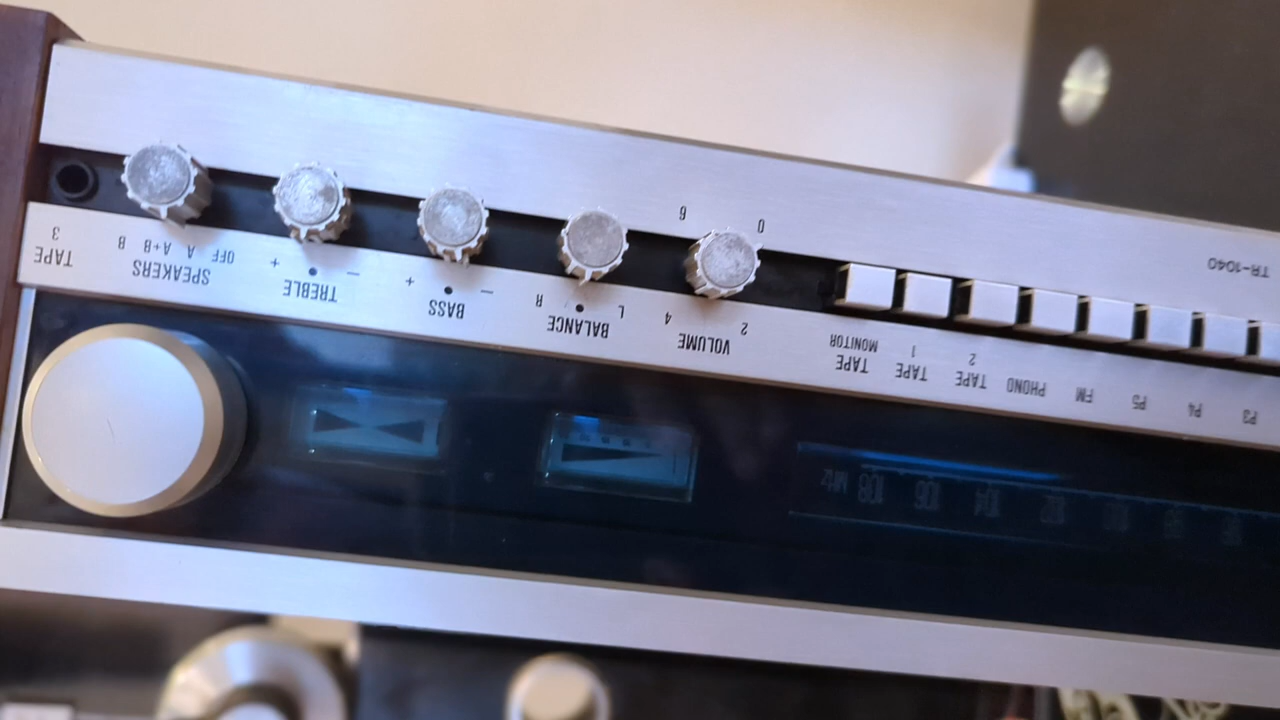 102 104 106 108 MHz
P3 P4 P5 FM PHONO
TAPE 2
TAPE 1
TAPE MONITOR
VOLUME
2 4
0 6
BALANCE
L R
BASS
− +
TREBLE
− +
SPEAKERS
OFF A A+B B
TAPE 3
TR-1040